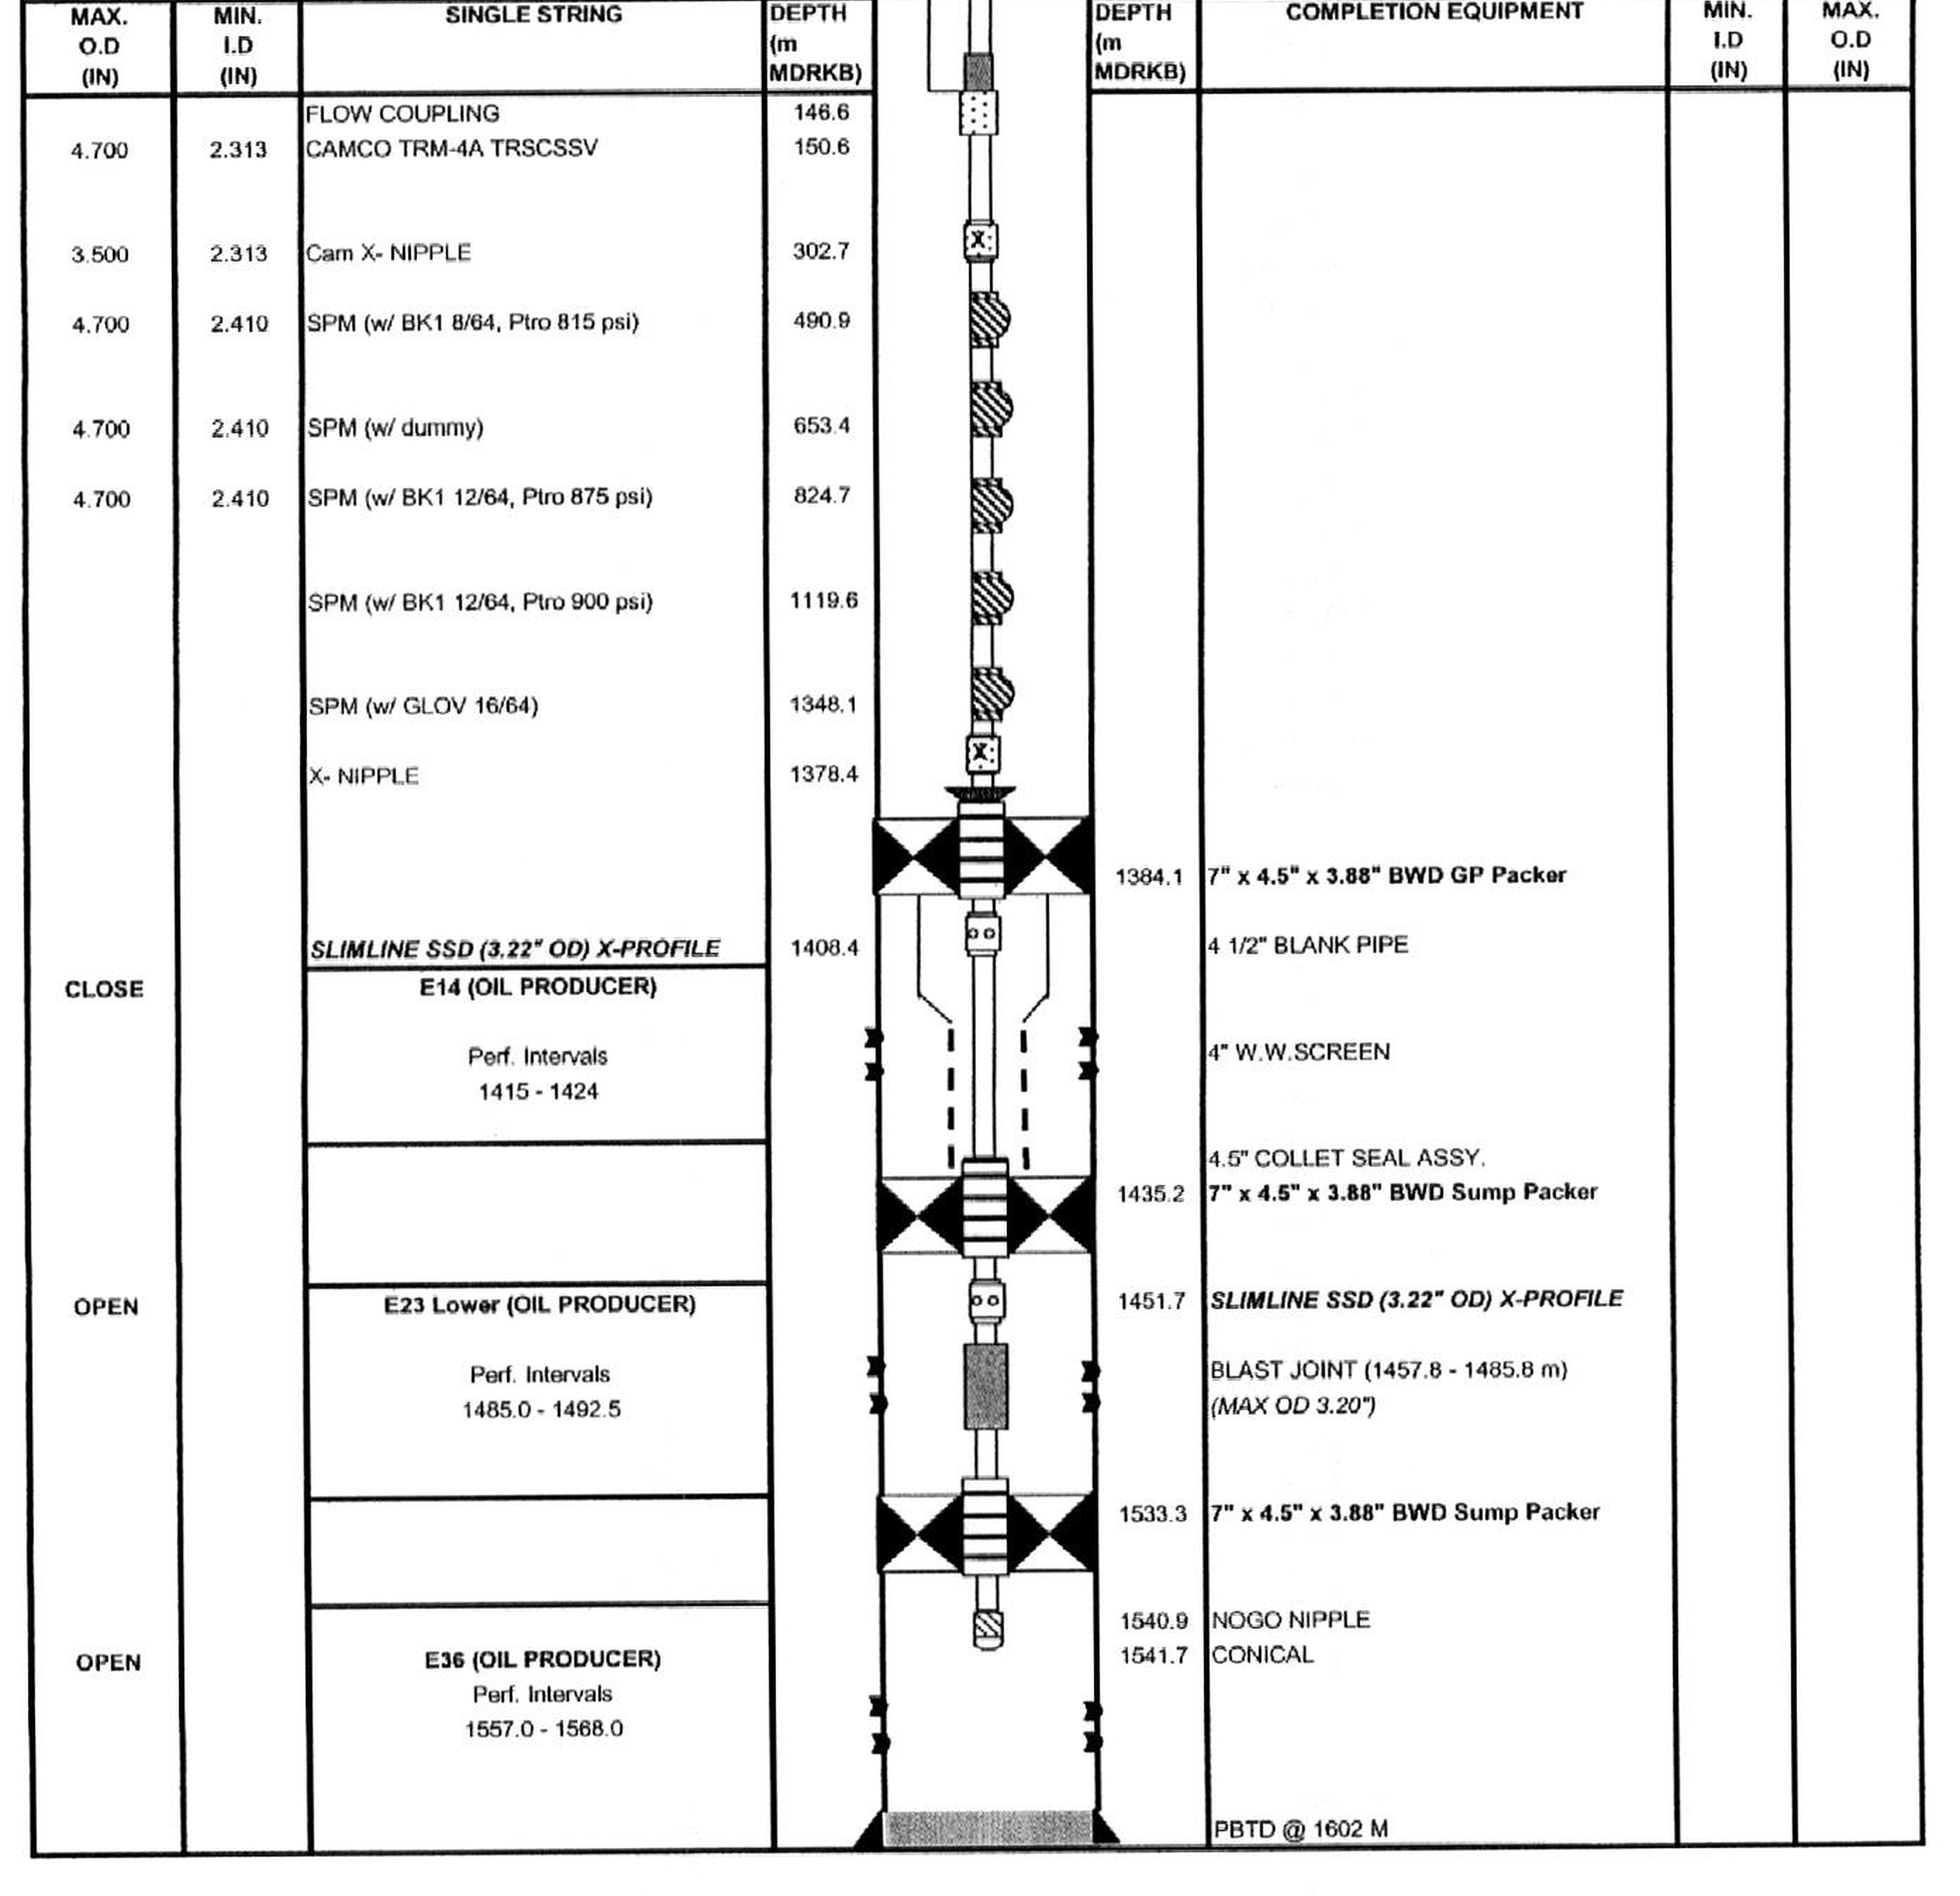 MAX. O.D (IN) MIN. I.D (IN) SINGLE STRING DEPTH (m MDRKB) DEPTH (m MDRKB) COMPLETION EQUIPMENT MIN. I.D (IN) MAX. O.D (IN)
FLOW COUPLING 146.6
4.700 2.313 CAMCO TRM-4A TRSCSSV 150.6
3.500 2.313 Cam X- NIPPLE 302.7
X
4.700 2.410 SPM (w/ BK1 8/64, Ptro 815 psi) 490.9
4.700 2.410 SPM (w/ dummy) 653.4
4.700 2.410 SPM (w/ BK1 12/64, Ptro 875 psi) 824.7
SPM (w/ BK1 12/64, Ptro 900 psi) 1119.6
SPM (w/ GLOV 16/64) 1348.1
X
X- NIPPLE 1378.4
1384.1 7" x 4.5" x 3.88" BWD GP Packer
SLIMLINE SSD (3.22" OD) X-PROFILE 1408.4 4 1/2" BLANK PIPE
CLOSE E14 (OIL PRODUCER)
Perf. Intervals 4" W.W.SCREEN
1415 - 1424
4.5" COLLET SEAL ASSY.
1435.2 7" x 4.5" x 3.88" BWD Sump Packer
OPEN E23 Lower (OIL PRODUCER) 1451.7 SLIMLINE SSD (3.22" OD) X-PROFILE
Perf. Intervals BLAST JOINT (1457.8 - 1485.8 m)
1485.0 - 1492.5 (MAX OD 3.20")
1533.3 7" x 4.5" x 3.88" BWD Sump Packer
1540.9 NOGO NIPPLE
OPEN E36 (OIL PRODUCER) 1541.7 CONICAL
Perf. Intervals
1557.0 - 1568.0
PBTD @ 1602 M